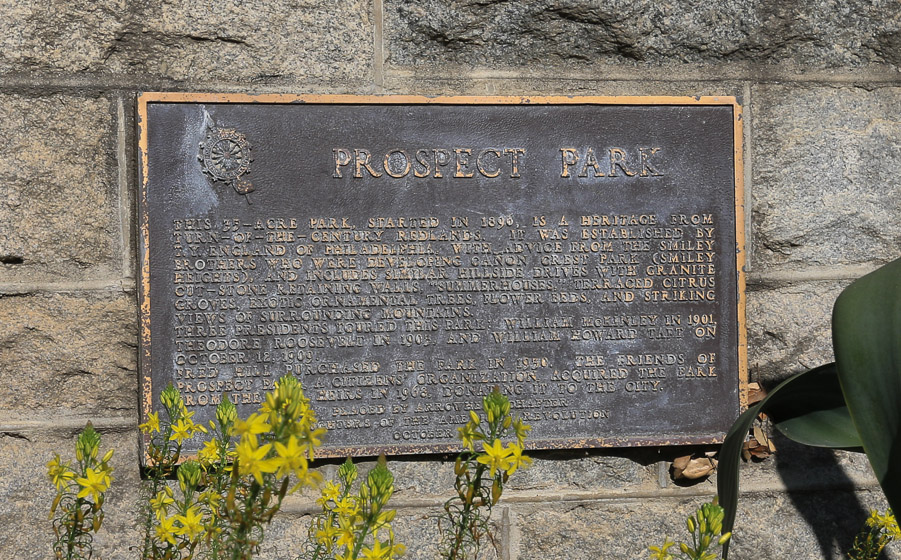 PROSPECT PARK
THIS 35-ACRE PARK, STARTED IN 1896, IS A HERITAGE FROM
TURN-OF-THE-CENTURY REDLANDS. IT WAS ESTABLISHED BY
ENGLAND OF PHILADELPHIA, WITH ADVICE FROM THE SMILEY
BROTHERS WHO WERE DEVELOPING CANON CREST PARK (SMILEY
HEIGHTS) AND INCLUDES SIMILAR HILLSIDE DRIVES WITH GRANITE
CUT-STONE RETAINING WALLS, SUMMERHOUSES, TERRACED CITRUS
GROVES, EXOTIC ORNAMENTAL TREES, FLOWER BEDS, AND STRIKING
VIEWS OF SURROUNDING MOUNTAINS.
THREE PRESIDENTS TOURED THIS PARK: WILLIAM McKINLEY IN 1901,
THEODORE ROOSEVELT IN 1903 AND WILLIAM HOWARD TAFT ON
OCTOBER 12, 1909.
FRED HILL PURCHASED THE PARK IN THE FRIENDS OF
PROSPECT PARK, A CITIZENS' ORGANIZATION, ACQUIRED THE PARK
FROM THE HEIRS IN 1968, DONATING IT TO THE CITY.
PLACED BY ARROWHEAD CHAPTER
OF THE AMERICAN REVOLUTION
OCTOBER